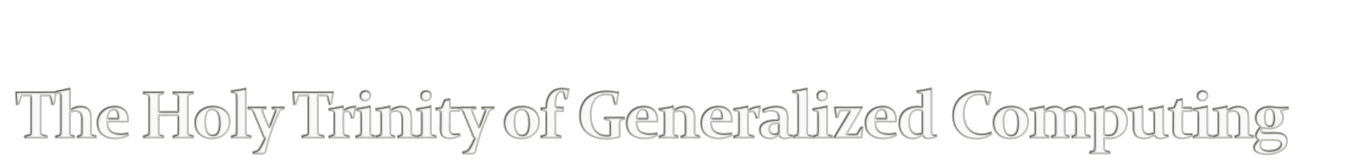 The Holy Trinity of Generalized Computing